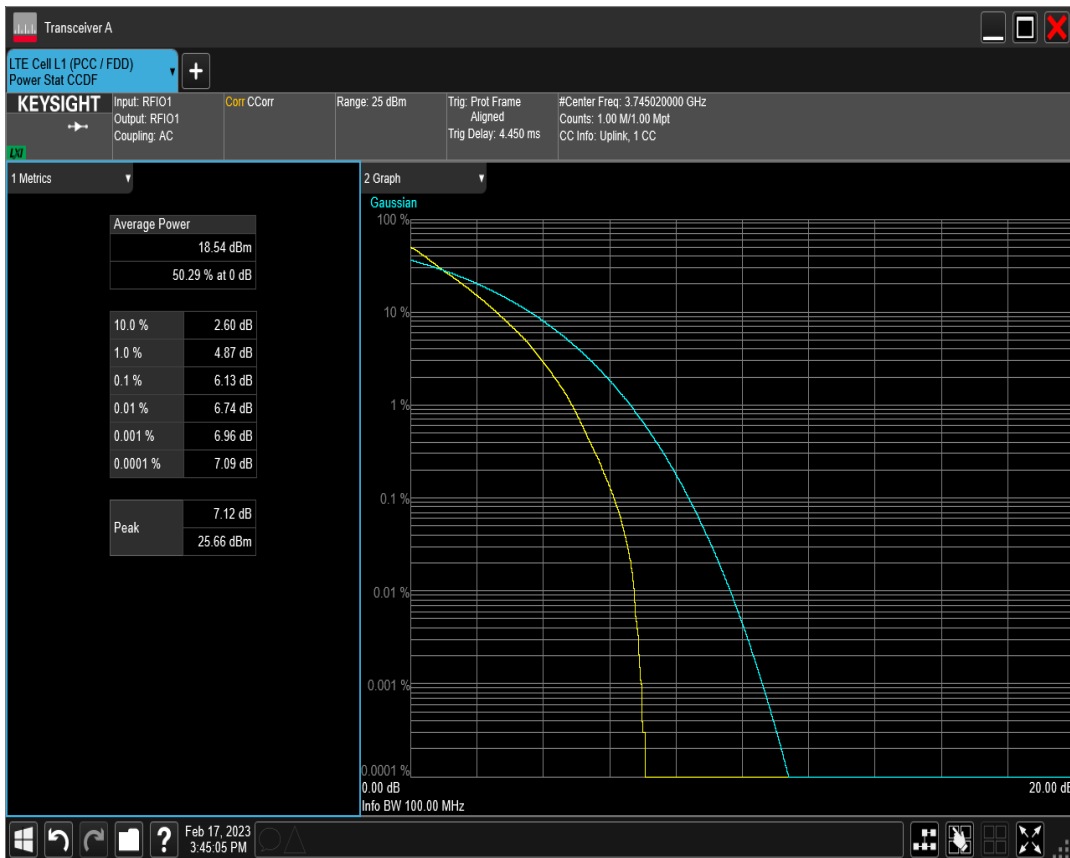 Transceiver A
LTE Cell L1 (PCC / FDD)
Power Stat CCDF
+
KEYSIGHT
LXI
Input: RFIO1
Output: RFIO1
Coupling: AC
Corr CCorr
Range: 25 dBm
Trig: Prot Frame
Aligned
Trig Delay: 4.450 ms
#Center Freq: 3.745020000 GHz
Counts: 1.00 M/1.00 Mpt
CC Info: Uplink, 1 CC
1 Metrics
Average Power
18.54 dBm
50.29 % at 0 dB
10.0 % 2.60 dB
1.0 % 4.87 dB
0.1 % 6.13 dB
0.01 % 6.74 dB
0.001 % 6.96 dB
0.0001 % 7.09 dB
Peak 7.12 dB
25.66 dBm
2 Graph
Gaussian
100 %
10 %
1 %
0.1 %
0.01 %
0.001 %
0.0001 %
0.00 dB 20.00 dB
Info BW 100.00 MHz
? Feb 17, 2023
3:45:05 PM